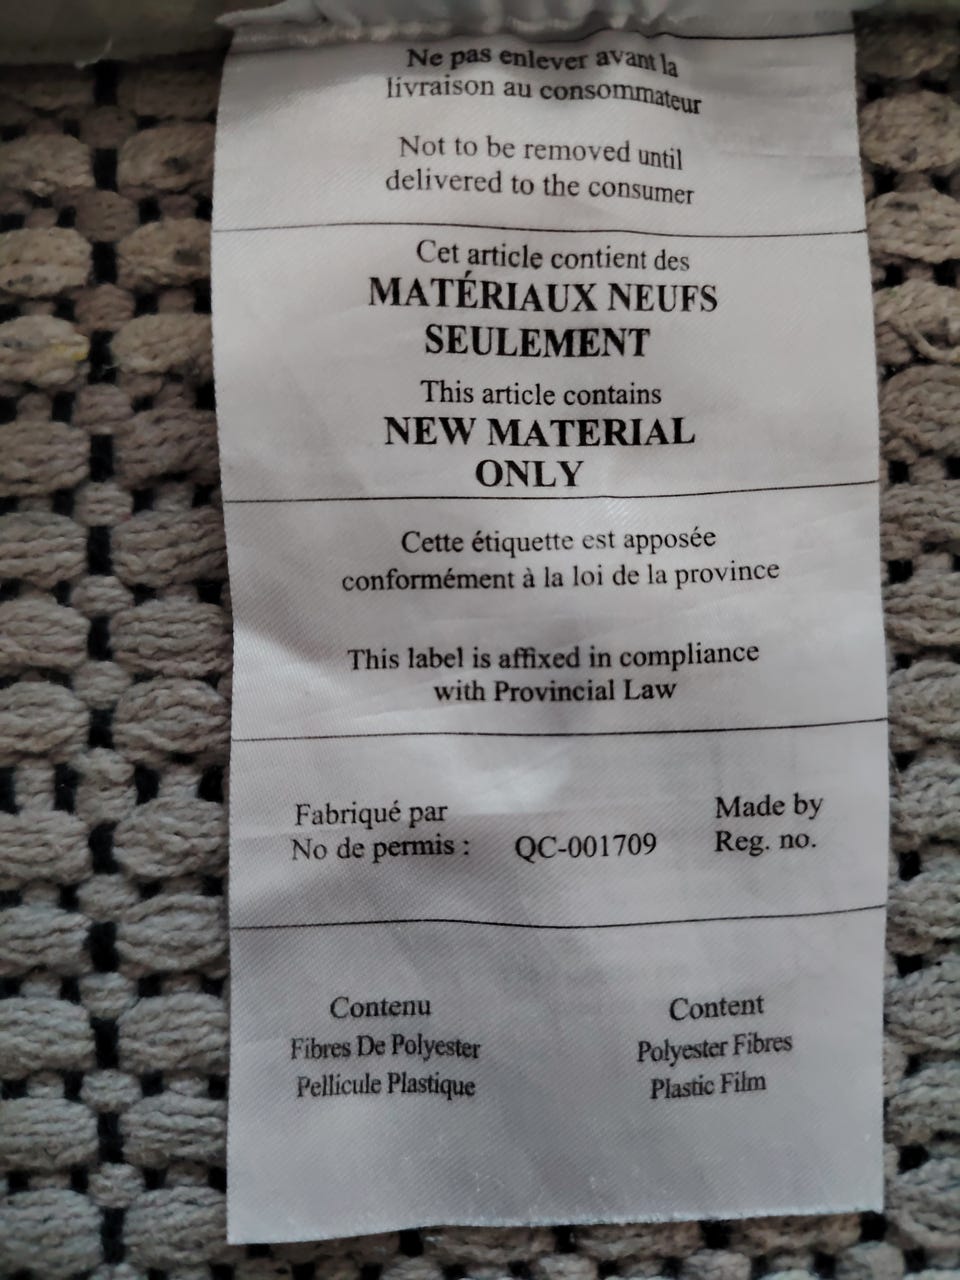 Ne pas enlever avant la
livraison au consommateur
Not to be removed until
delivered to the consumer
Cet article contient des
MATÉRIAUX NEUFS
SEULEMENT
This article contains
NEW MATERIAL
ONLY
Cette étiquette est apposée
conformément à la loi de la province
This label is affixed in compliance
with Provincial Law
Fabriqué par Made by
No de permis : QC-001709 Reg. no.
Contenu Content
Fibres De Polyester Polyester Fibres
Pellicule Plastique Plastic Film